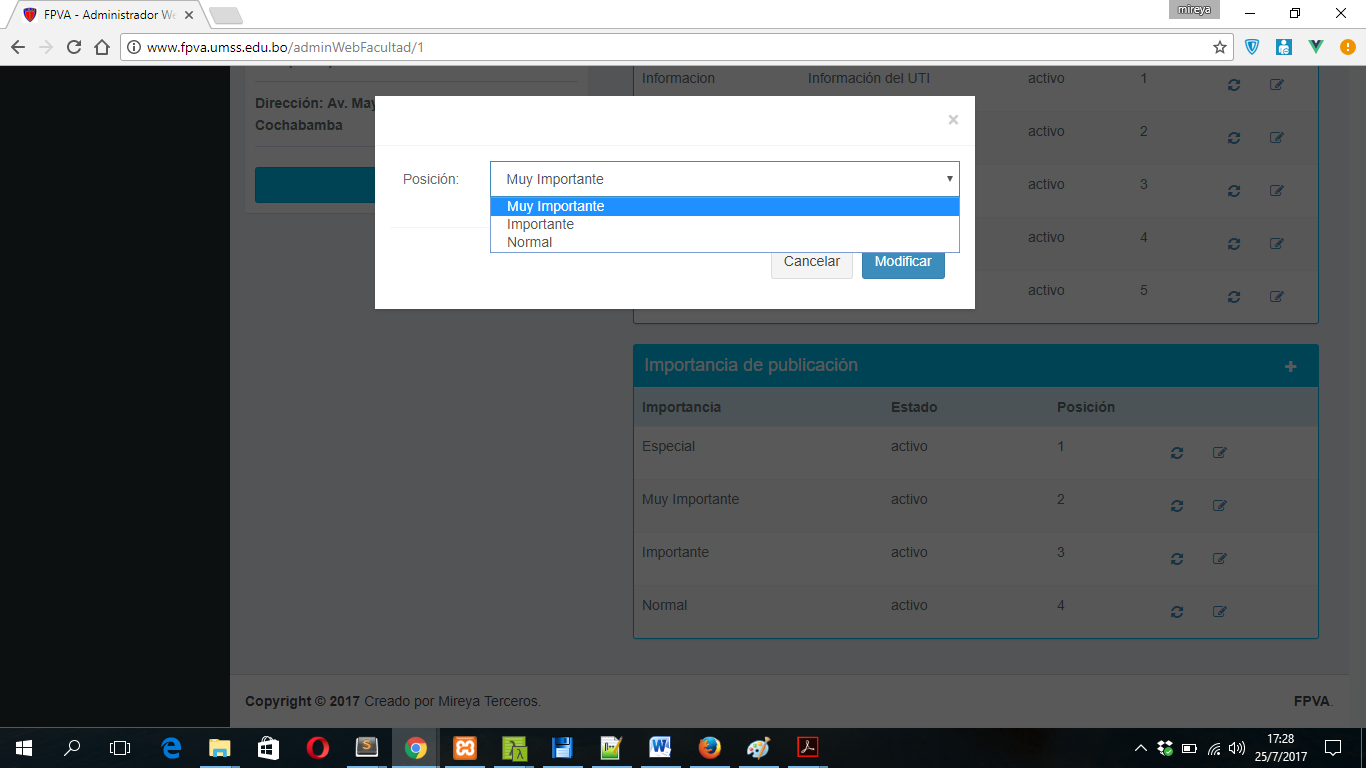 FPVA - Administrador We
mireya
www.fpva.umss.edu.bo/adminWebFacultad/1
Informacion Información del UTI activo 1
Dirección: Av. May
Cochabamba
activo 2
activo 3
activo 4
activo 5
×
Posición: Muy Importante
Muy Importante
Importante
Normal
Cancelar Modificar
Importancia de publicación +
Importancia Estado Posición
Especial activo 1
Muy Importante activo 2
Importante activo 3
Normal activo 4
Copyright © 2017 Creado por Mireya Terceros. FPVA.
17:28
25/7/2017